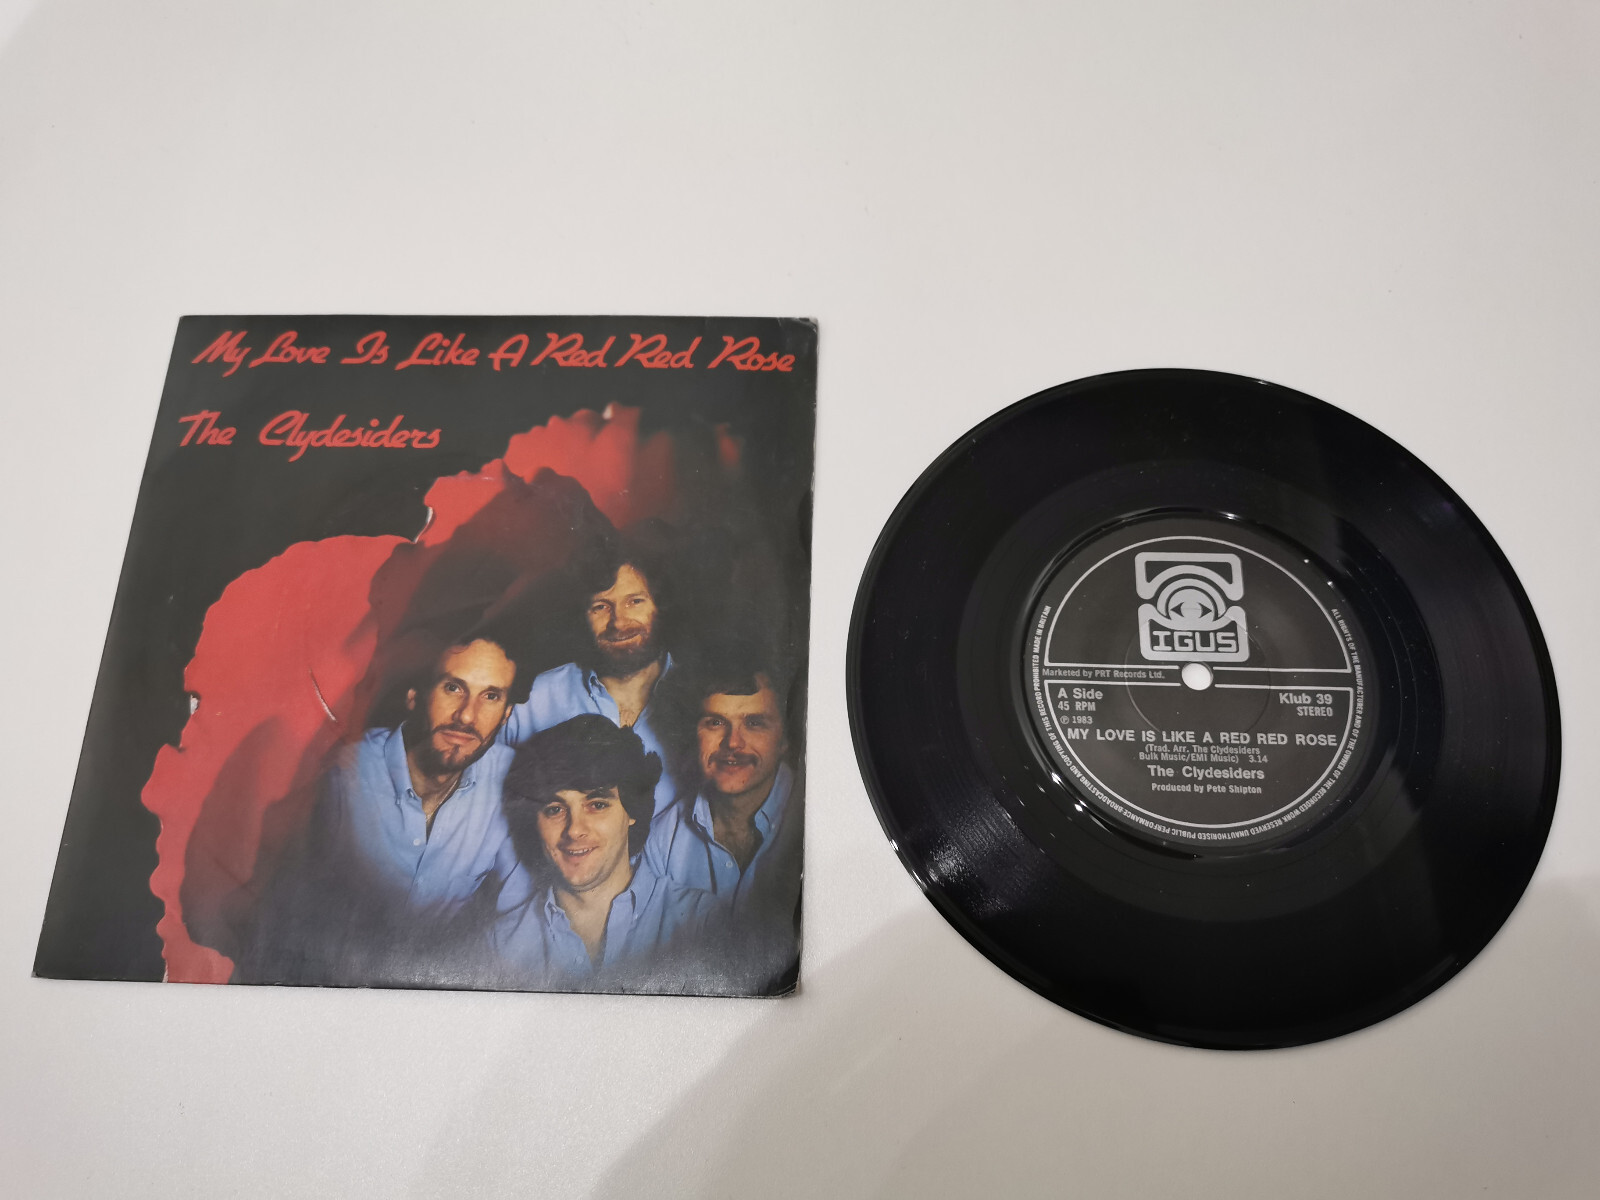 My Love Is Like A Red Red Rose
The Clydesiders
IGUS
Marketed by PRT Records Ltd.
A Side
45 RPM
Ⓟ 1983
Klub 39
STEREO
MY LOVE IS LIKE A RED RED ROSE
(Trad. Arr. The Clydesiders
Bulk Music/EMI Music) 3.14
The Clydesiders
Produced by Pete Shipton
ALL RIGHTS OF THE MANUFACTURER AND OF THE OWNER OF THE RECORDED WORK RESERVED UNAUTHORISED PUBLIC PERFORMANCE BROADCASTING AND COPYING OF THIS RECORD PROHIBITED MADE IN BRITAIN